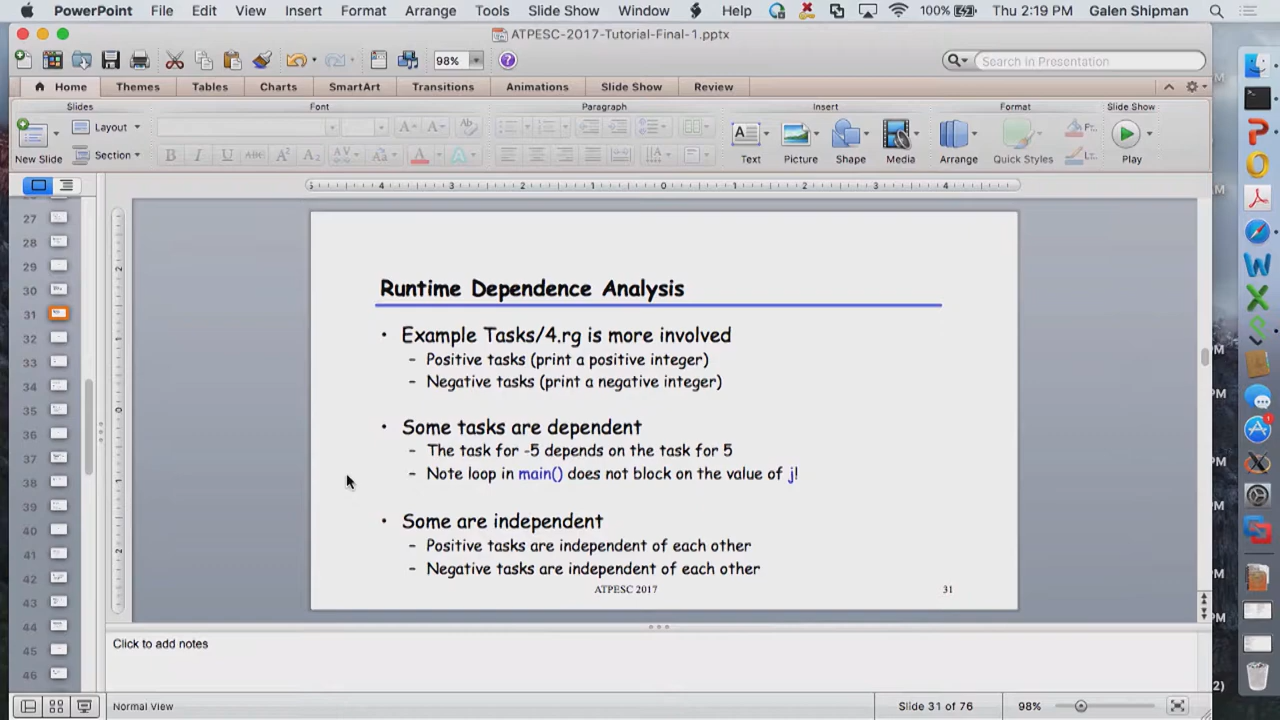 PowerPoint File Edit View Insert Format Arrange Tools Slide Show Window Help 100% Thu 2:19 PM Galen Shipman
ATPESC-2017-Tutorial-Final-1.pptx
98% Search in Presentation
Home Themes Tables Charts SmartArt Transitions Animations Slide Show Review
Slides Font Paragraph Insert Format Slide Show
New Slide Layout Section Text Picture Shape Media Arrange Quick Styles Play
27
28
29
30
31
32
33
34
35
36
37
38
39
40
41
42
43
44
45
46
Runtime Dependence Analysis
• Example Tasks/4.rg is more involved
– Positive tasks (print a positive integer)
– Negative tasks (print a negative integer)
• Some tasks are dependent
– The task for -5 depends on the task for 5
– Note loop in main() does not block on the value of j!
• Some are independent
– Positive tasks are independent of each other
– Negative tasks are independent of each other
ATPESC 2017 31
Click to add notes
Normal View Slide 31 of 76 98%